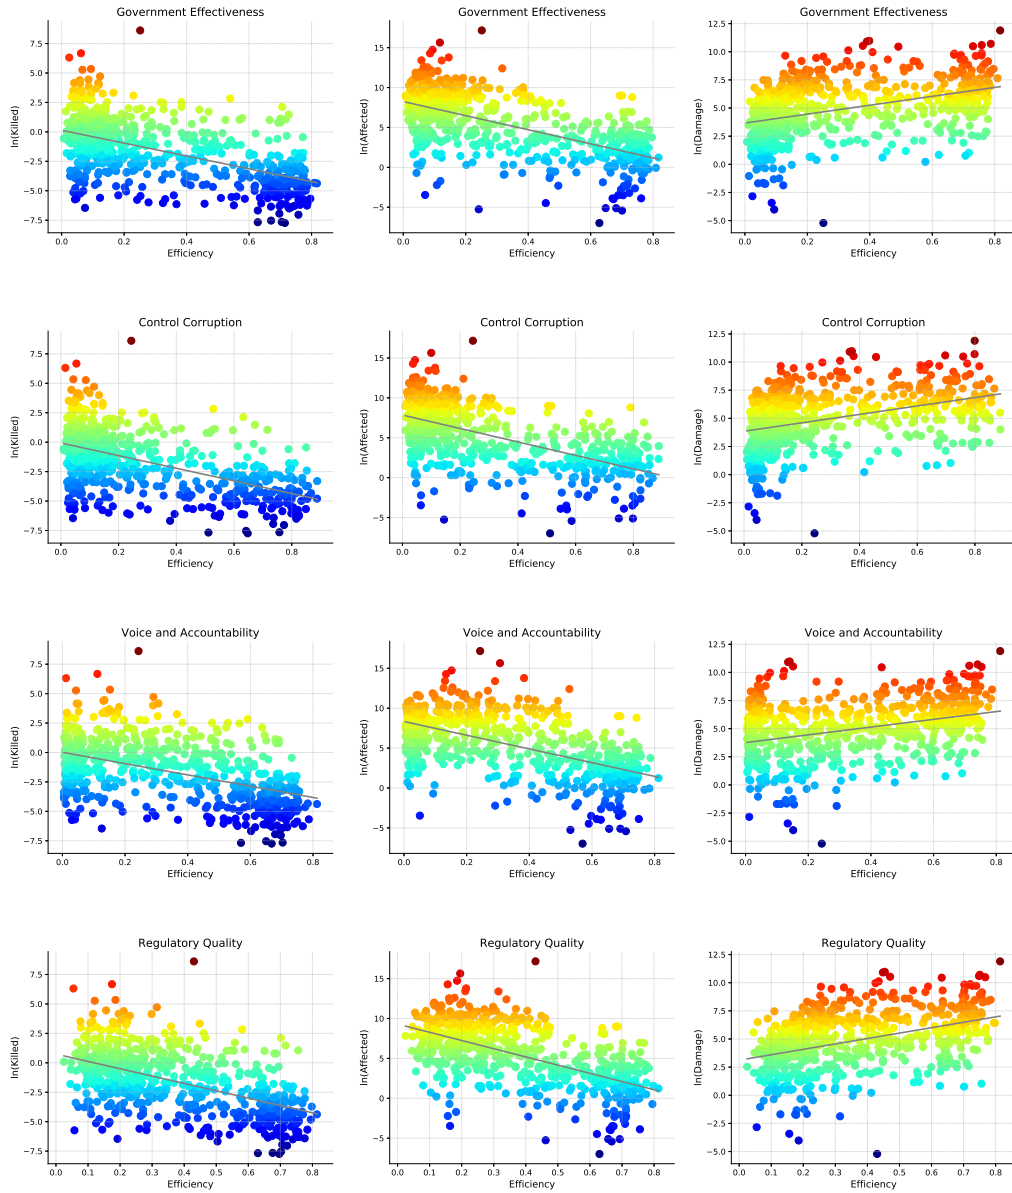 Government Effectiveness Government Effectiveness Government Effectiveness
ln(Killed) 7.5 5.0 2.5 0.0 −2.5 −5.0 −7.5
0.0 0.2 0.4 0.6 0.8
Efficiency
ln(Affected) 15 10 5 0 −5
0.0 0.2 0.4 0.6 0.8
Efficiency
ln(Damage) 12.5 10.0 7.5 5.0 2.5 0.0 −2.5 −5.0
0.0 0.2 0.4 0.6 0.8
Efficiency
Control Corruption Control Corruption Control Corruption
ln(Killed) 7.5 5.0 2.5 0.0 −2.5 −5.0 −7.5
0.0 0.2 0.4 0.6 0.8
Efficiency
ln(Affected) 15 10 5 0 −5
0.0 0.2 0.4 0.6 0.8
Efficiency
ln(Damage) 12.5 10.0 7.5 5.0 2.5 0.0 −2.5 −5.0
0.0 0.2 0.4 0.6 0.8
Efficiency
Voice and Accountability Voice and Accountability Voice and Accountability
ln(Killed) 7.5 5.0 2.5 0.0 −2.5 −5.0 −7.5
0.0 0.2 0.4 0.6 0.8
Efficiency
ln(Affected) 15 10 5 0 −5
0.0 0.2 0.4 0.6 0.8
Efficiency
ln(Damage) 12.5 10.0 7.5 5.0 2.5 0.0 −2.5 −5.0
0.0 0.2 0.4 0.6 0.8
Efficiency
Regulatory Quality Regulatory Quality Regulatory Quality
ln(Killed) 7.5 5.0 2.5 0.0 −2.5 −5.0 −7.5
0.0 0.1 0.2 0.3 0.4 0.5 0.6 0.7 0.8
Efficiency
ln(Affected) 15 10 5 0 −5
0.0 0.1 0.2 0.3 0.4 0.5 0.6 0.7 0.8
Efficiency
ln(Damage) 12.5 10.0 7.5 5.0 2.5 0.0 −2.5 −5.0
0.0 0.1 0.2 0.3 0.4 0.5 0.6 0.7 0.8
Efficiency